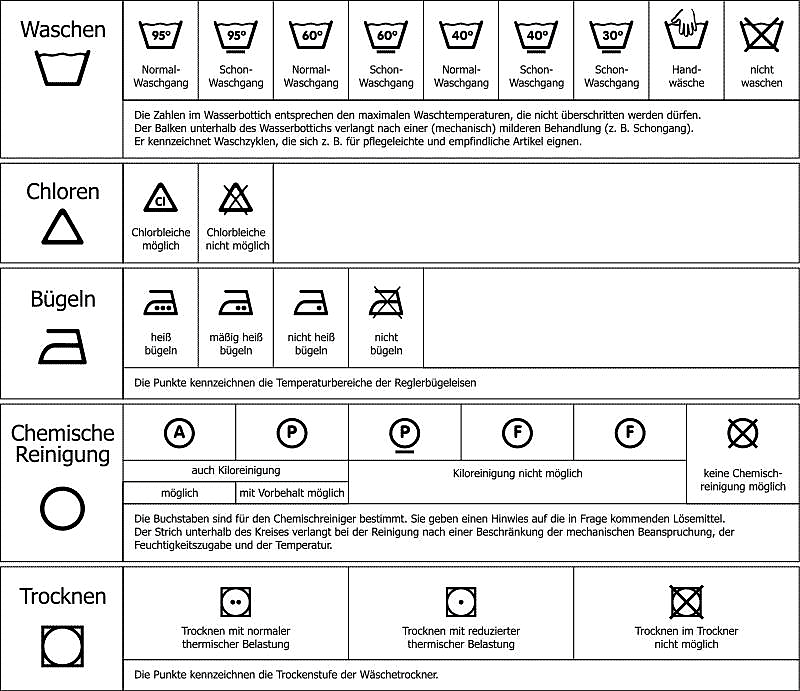 Waschen
95° 95° 60° 60° 40° 40° 30°
Normal-
Waschgang
Schon-
Waschgang
Normal-
Waschgang
Schon-
Waschgang
Normal-
Waschgang
Schon-
Waschgang
Schon-
Waschgang
Hand-
wäsche
nicht
waschen
Die Zahlen im Wasserbottich entsprechen den maximalen Waschtemperaturen, die nicht überschritten werden dürfen.
Der Balken unterhalb des Wasserbottichs verlangt nach einer (mechanisch) milderen Behandlung (z. B. Schongang).
Er kennzeichnet Waschzyklen, die sich z. B. für pflegeleichte und empfindliche Artikel eignen.
Chloren
Cl
Chlorbleiche
möglich
Cl
Chlorbleiche
nicht möglich
Bügeln
heiß
bügeln
mäßig heiß
bügeln
nicht heiß
bügeln
nicht
bügeln
Die Punkte kennzeichnen die Temperaturbereiche der Reglerbügeleisen
Chemische
Reinigung
A P P F F
auch Kiloreinigung
möglich
mit Vorbehalt möglich
Kiloreinigung nicht möglich
keine Chemisch-
reinigung möglich
Die Buchstaben sind für den Chemischreiniger bestimmt. Sie geben einen Hinwies auf die in Frage kommenden Lösemittel.
Der Strich unterhalb des Kreises verlangt bei der Reinigung nach einer Beschränkung der mechanischen Beanspruchung, der
Feuchtigkeitszugabe und der Temperatur.
Trocknen
Trocknen mit normaler
thermischer Belastung
Trocknen mit reduzierter
thermischer Belastung
Trocknen im Trockner
nicht möglich
Die Punkte kennzeichnen die Trockenstufe der Wäschetrockner.